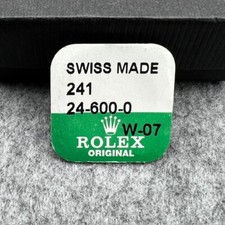 SWISS MADE
241
24-600-0
W-07
ROLEX
ORIGINAL